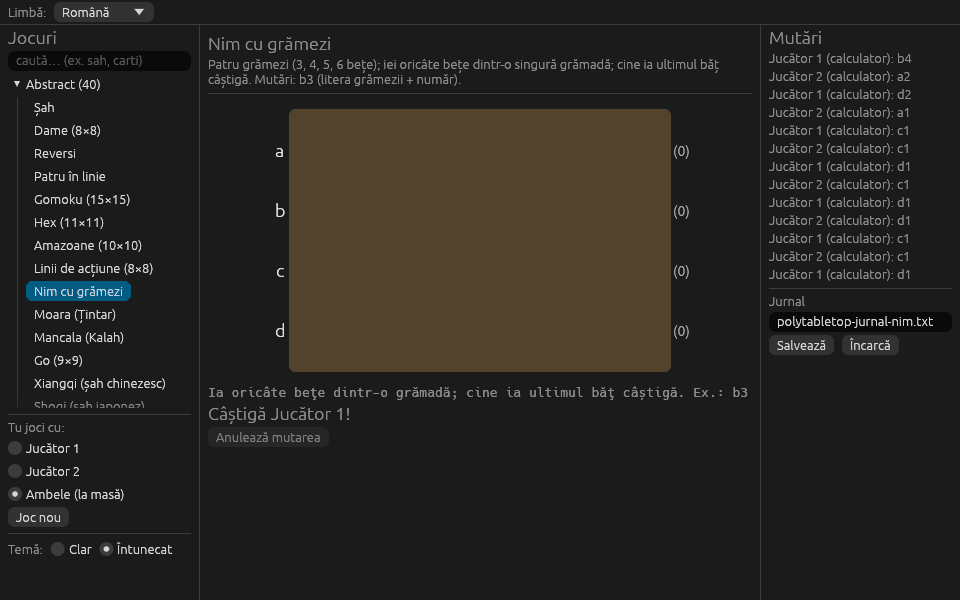 Limbă: Română
Jocuri
caută... (ex. sah, carti)
Abstract (40)
Șah
Dame (8×8)
Reversi
Patru în linie
Gomoku (15×15)
Hex (11×11)
Amazoane (10×10)
Linii de acțiune (8×8)
Nim cu grămezi
Moara (Țintar)
Mancala (Kalah)
Go (9×9)
Xiangqi (șah chinezesc)
Shogi (șah japonez)
Tu joci cu:
Jucător 1
Jucător 2
Ambele (la masă)
Joc nou
Temă: Clar Întunecat
Nim cu grămezi
Patru grămezi (3, 4, 5, 6 bețe); iei oricâte bețe dintr-o singură grămadă; cine ia ultimul băț
câștigă. Mutări: b3 (litera grămezii + număr).
a (0)
b (0)
c (0)
d (0)
Ia oricâte bețe dintr-o grămadă; cine ia ultimul băț câștigă. Ex.: b3
Câștigă Jucător 1!
Anulează mutarea
Mutări
Jucător 1 (calculator): b4
Jucător 2 (calculator): a2
Jucător 1 (calculator): d2
Jucător 2 (calculator): a1
Jucător 1 (calculator): c1
Jucător 2 (calculator): c1
Jucător 1 (calculator): d1
Jucător 2 (calculator): c1
Jucător 1 (calculator): d1
Jucător 2 (calculator): d1
Jucător 1 (calculator): c1
Jucător 2 (calculator): c1
Jucător 1 (calculator): d1
Jurnal
polytabletop-jurnal-nim.txt
Salvează Încarcă